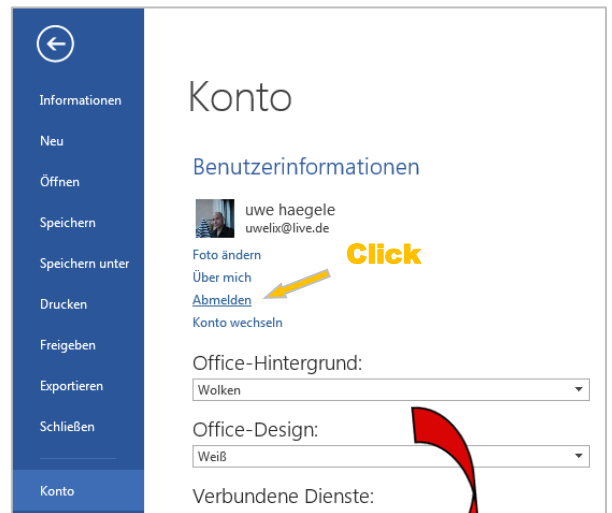 Informationen
Neu
Öffnen
Speichern
Speichern unter
Drucken
Freigeben
Exportieren
Schließen
Konto
Konto
Benutzerinformationen
uwe haegele
uwelix@live.de
Foto ändern
Click
Über mich
Abmelden
Konto wechseln
Office-Hintergrund:
Wolken
Office-Design:
Weiß
Verbundene Dienste: